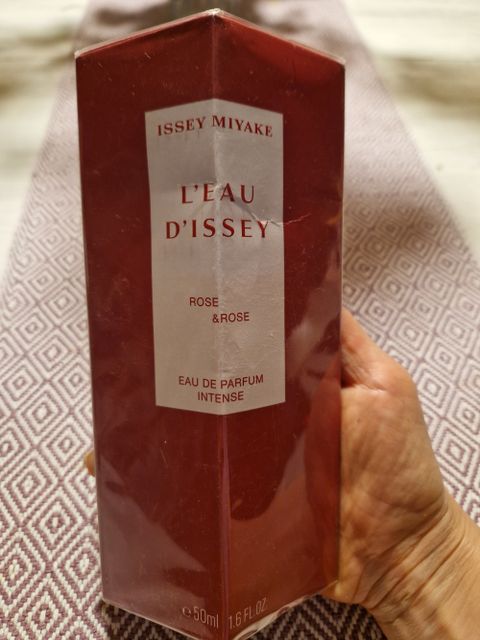 ISSEY MIYAKE
L'EAU
D'ISSEY
ROSE
&ROSE
EAU DE PARFUM
INTENSE
℮50ml 1.6 FL OZ